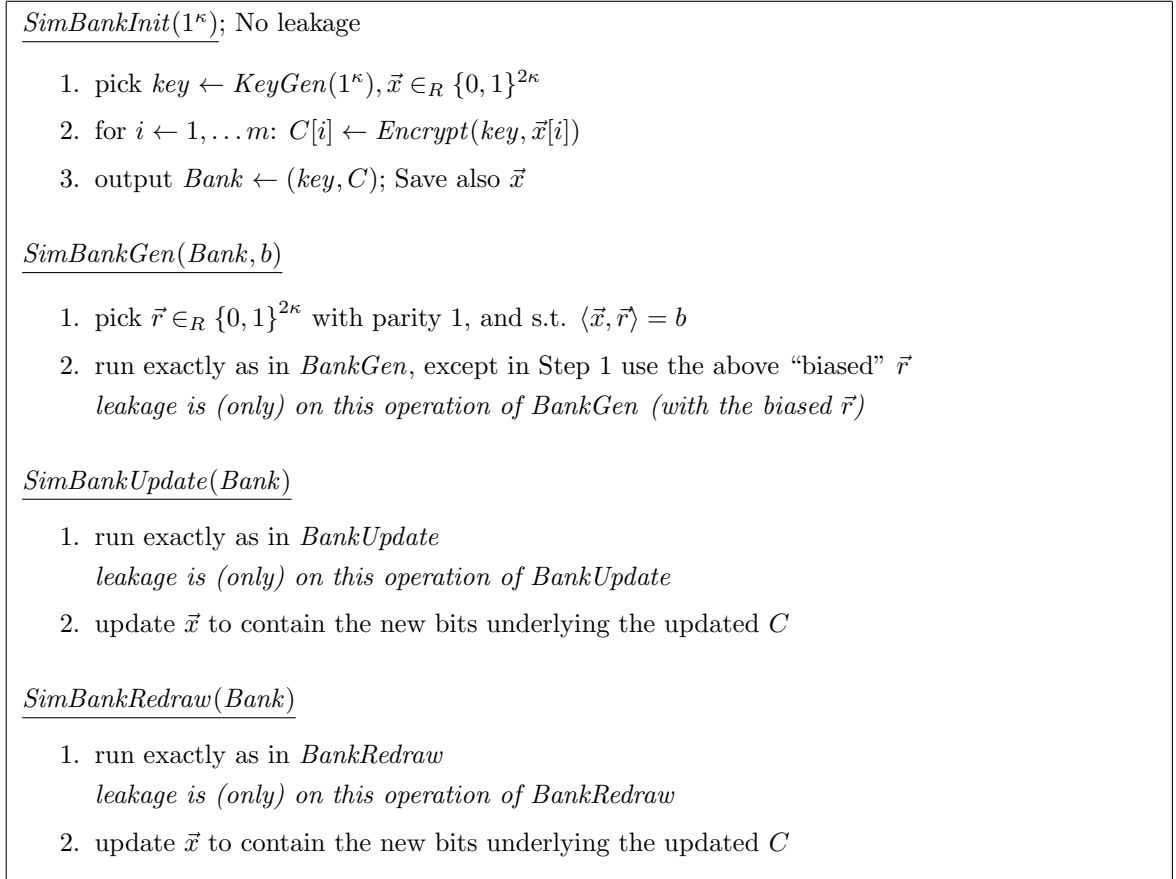 SimBankInit(1^κ); No leakage
1. pick key ← KeyGen(1^κ), x⃗ ∈_R {0, 1}^{2κ}
2. for i ← 1, . . . m: C[i] ← Encrypt(key, x⃗[i])
3. output Bank ← (key, C); Save also x⃗
SimBankGen(Bank, b)
1. pick r⃗ ∈_R {0, 1}^{2κ} with parity 1, and s.t. ⟨x⃗, r⃗⟩ = b
2. run exactly as in BankGen, except in Step 1 use the above “biased” r⃗
leakage is (only) on this operation of BankGen (with the biased r⃗)
SimBankUpdate(Bank)
1. run exactly as in BankUpdate
leakage is (only) on this operation of BankUpdate
2. update x⃗ to contain the new bits underlying the updated C
SimBankRedraw(Bank)
1. run exactly as in BankRedraw
leakage is (only) on this operation of BankRedraw
2. update x⃗ to contain the new bits underlying the updated C